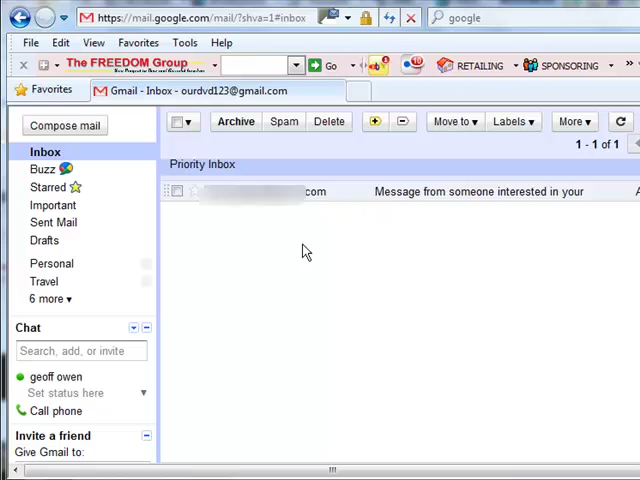 https://mail.google.com/mail/?shva=1#inbox google
File Edit View Favorites Tools Help
The FREEDOM Group Go RETAILING SPONSORING
Favorites Gmail - Inbox - ourdvd123@gmail.com
Compose mail Archive Spam Delete Move to Labels More
1 - 1 of 1
Inbox
Priority Inbox
Buzz
Starred com Message from someone interested in your
Important
Sent Mail
Drafts
Personal
Travel
6 more
Chat
Search, add, or invite
geoff owen
Set status here
Call phone
Invite a friend
Give Gmail to: